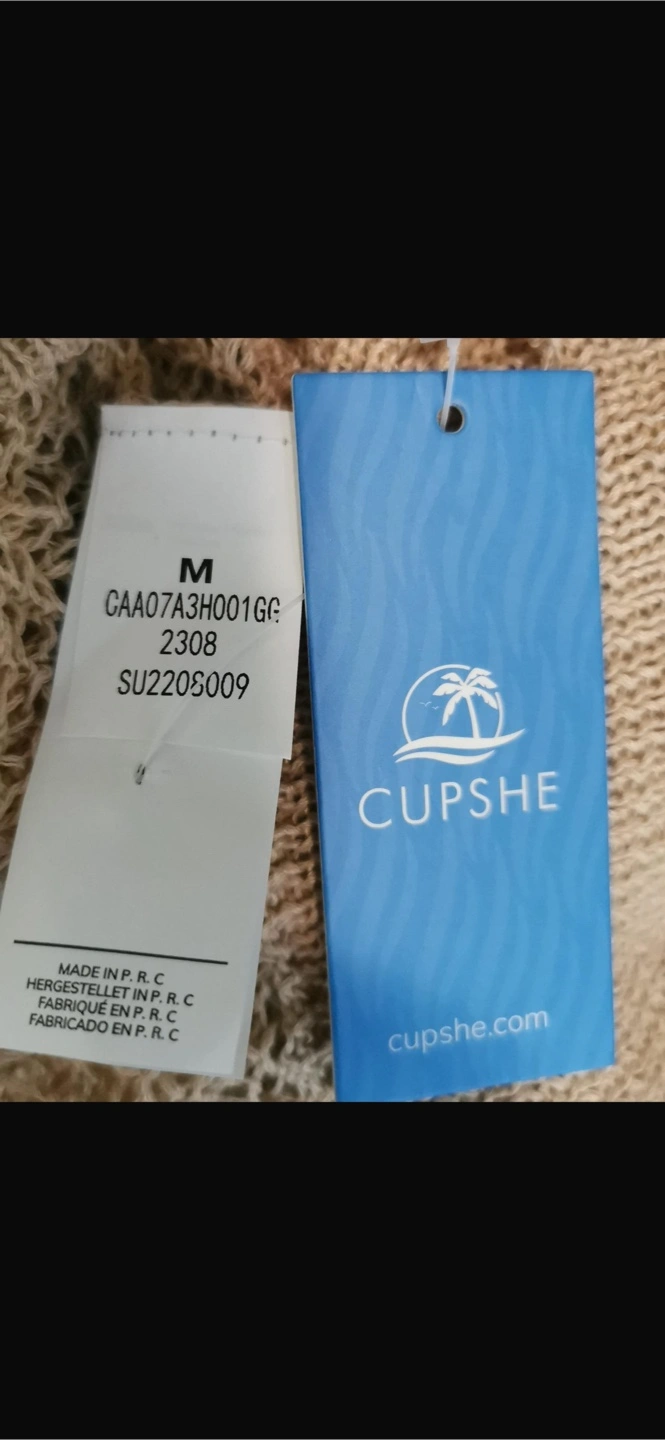 M
CAA07A3H001GG
2308
SU2208009
MADE IN P. R. C
HERGESTELLET IN P. R. C
FABRIQUÉ EN P. R. C
FABRICADO EN P. R. C
CUPSHE
cupshe.com